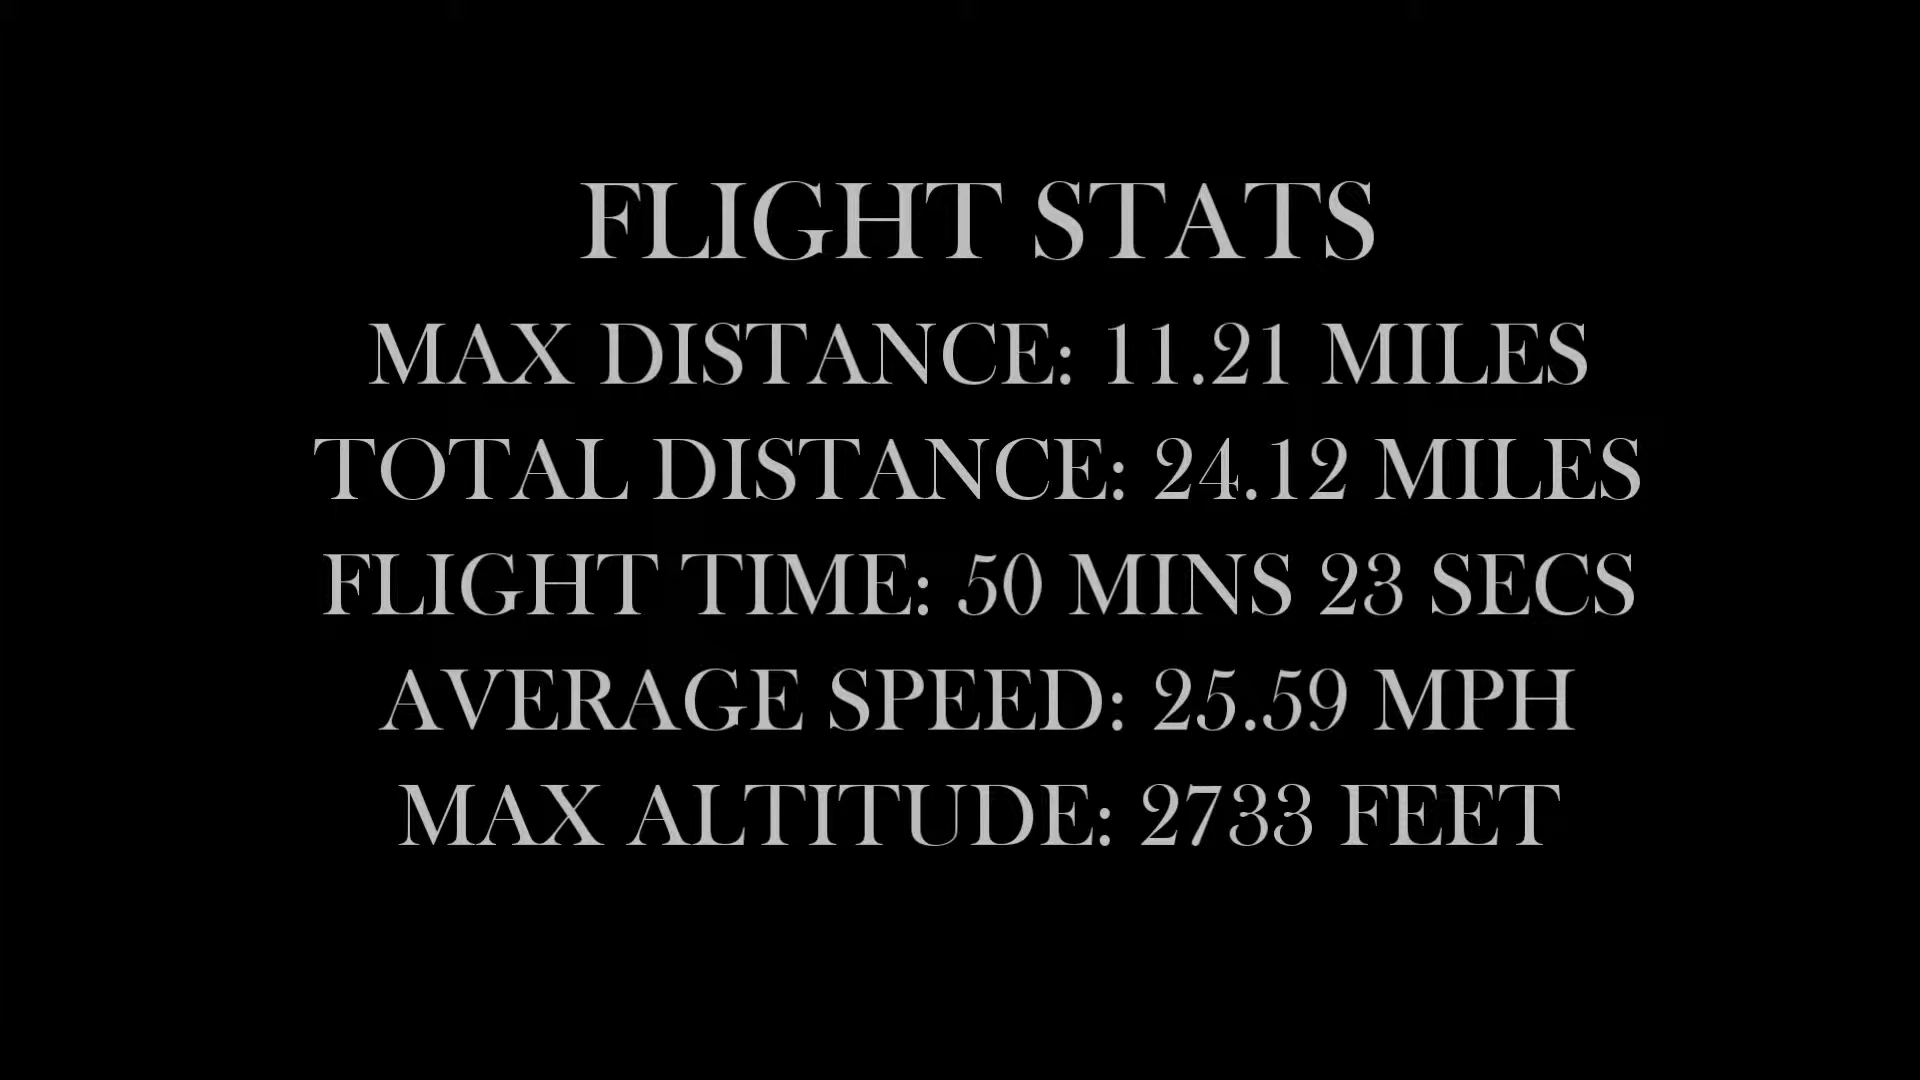 FLIGHT STATS
MAX DISTANCE: 11.21 MILES
TOTAL DISTANCE: 24.12 MILES
FLIGHT TIME: 50 MINS 23 SECS
AVERAGE SPEED: 25.59 MPH
MAX ALTITUDE: 2733 FEET